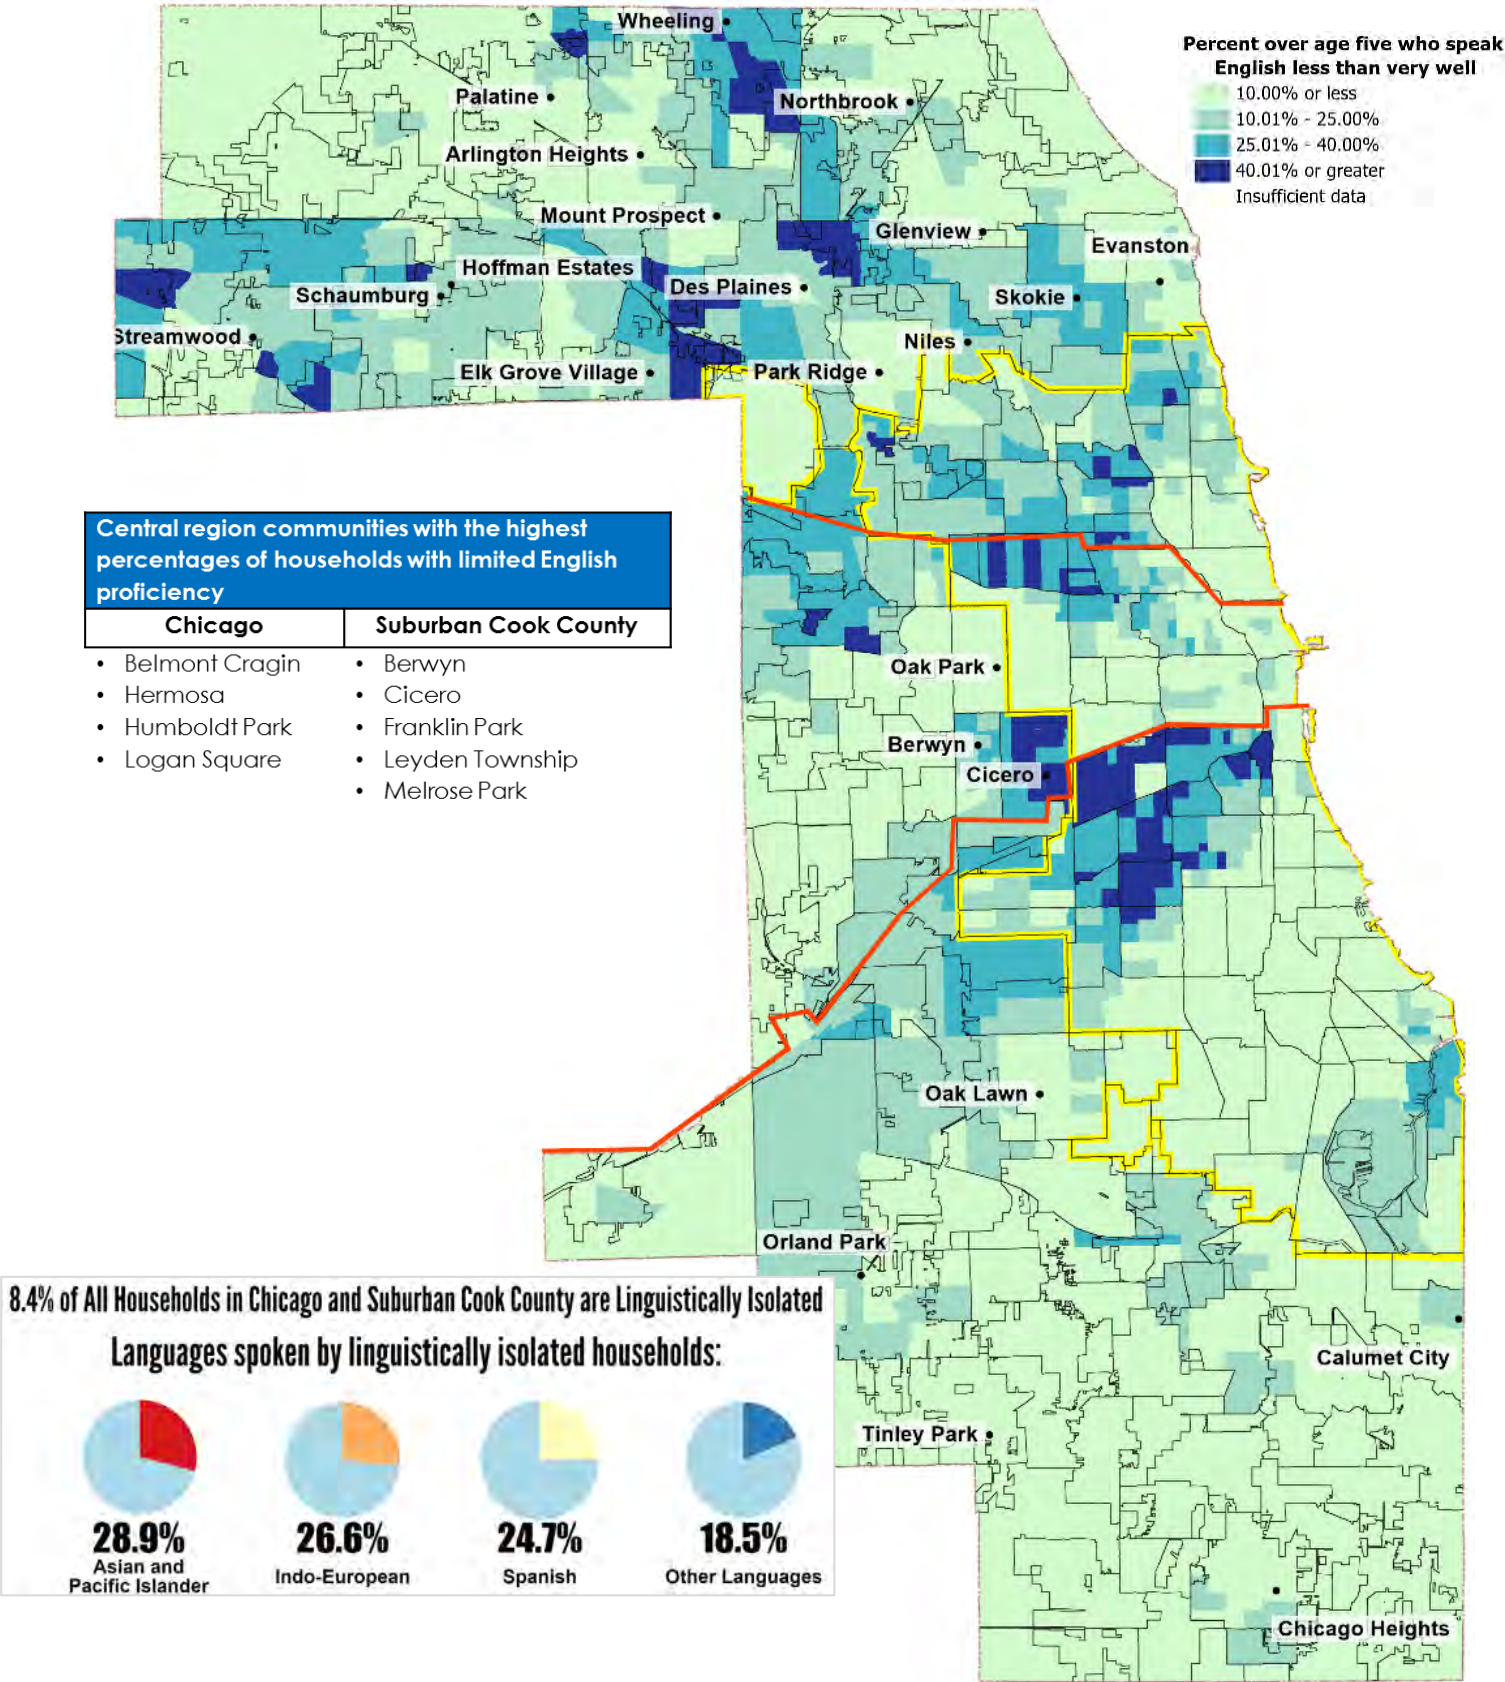 Percent over age five who speak
English less than very well
10.00% or less
10.01% - 25.00%
25.01% - 40.00%
40.01% or greater
Insufficient data
Wheeling
Palatine
Northbrook
Arlington Heights
Mount Prospect
Glenview
Evanston
Hoffman Estates
Des Plaines
Schaumburg
Skokie
Streamwood
Niles
Elk Grove Village
Park Ridge
Central region communities with the highest
percentages of households with limited English
proficiency
Chicago
Suburban Cook County
• Belmont Cragin
• Hermosa
• Humboldt Park
• Logan Square
• Berwyn
• Cicero
• Franklin Park
• Leyden Township
• Melrose Park
Oak Park
Berwyn
Cicero
Oak Lawn
Orland Park
Calumet City
Tinley Park
Chicago Heights
8.4% of All Households in Chicago and Suburban Cook County are Linguistically Isolated
Languages spoken by linguistically isolated households:
28.9%
Asian and
Pacific Islander
26.6%
Indo-European
24.7%
Spanish
18.5%
Other Languages